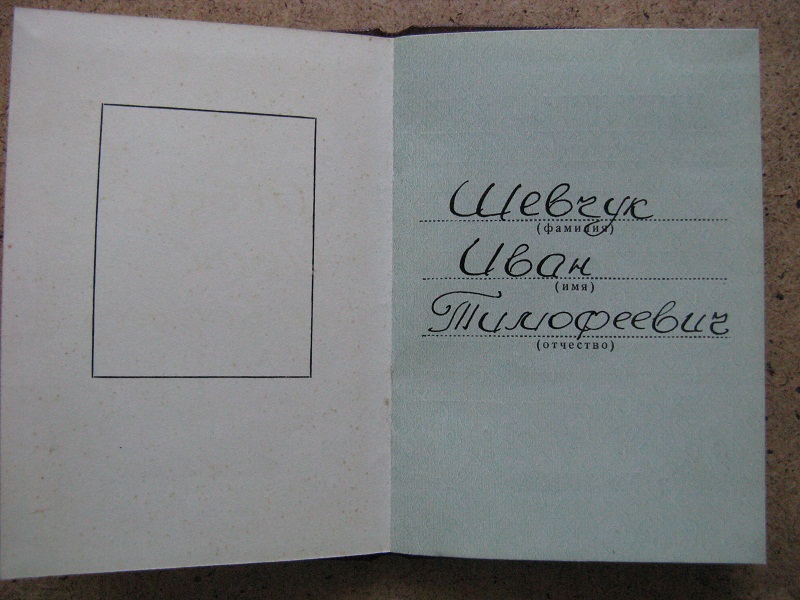 Шевчук
(фамилия)
Иван
(имя)
Тимофеевич
(отчество)